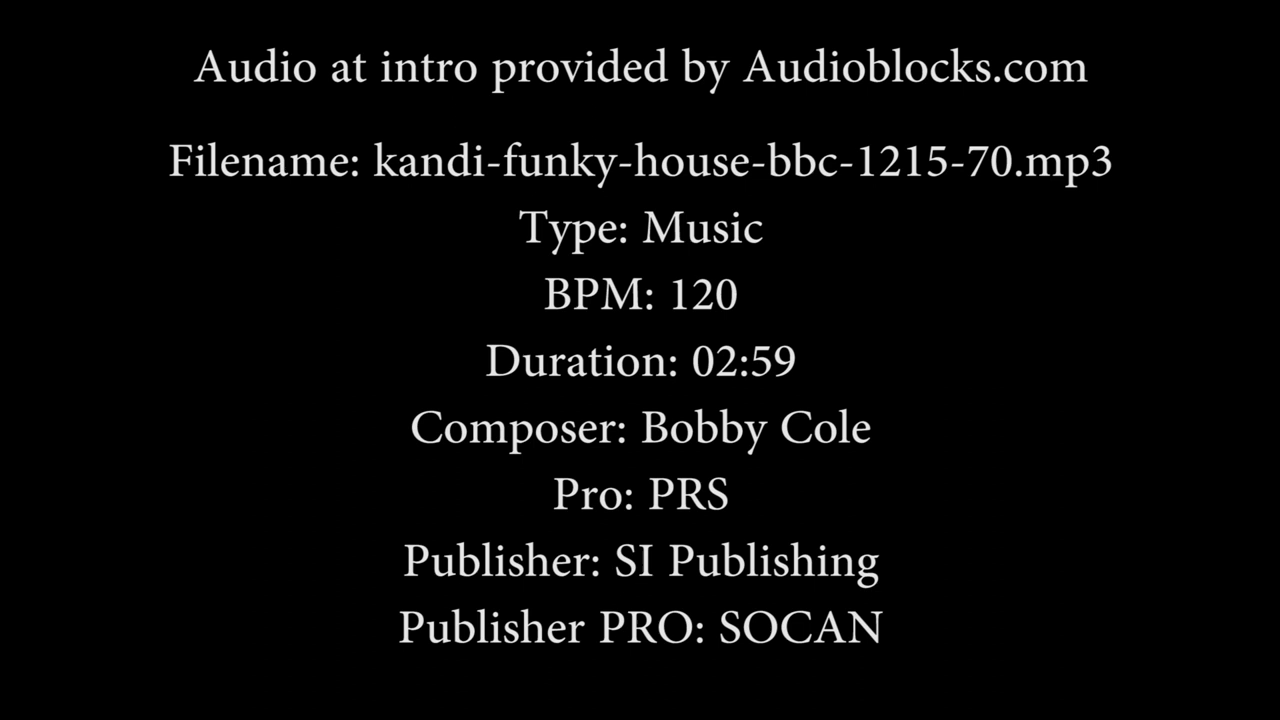 Audio at intro provided by Audioblocks.com
Filename: kandi-funky-house-bbc-1215-70.mp3
Type: Music
BPM: 120
Duration: 02:59
Composer: Bobby Cole
Pro: PRS
Publisher: SI Publishing
Publisher PRO: SOCAN